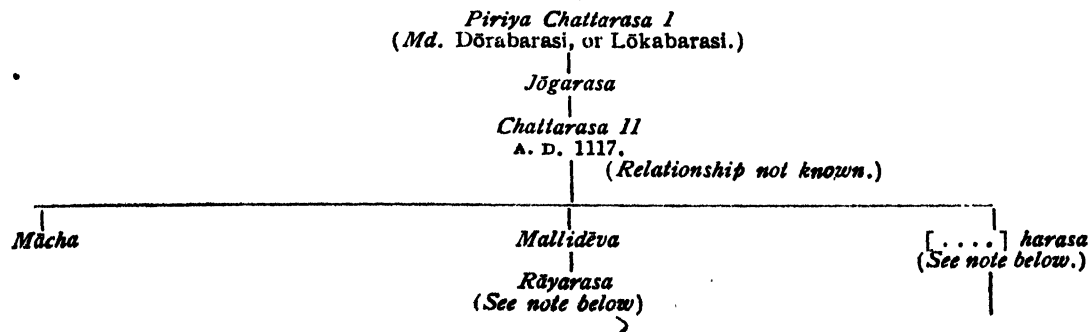 Piriya Chattarasa I
(Md. Dōrabarasi, or Lōkabarasi.)
Jōgarasa
Chattarasa II
A. D. 1117.
(Relationship not known.)
Mācha Mallidēva [....] harasa
(See note below.)
Rāyarasa
(See note below)